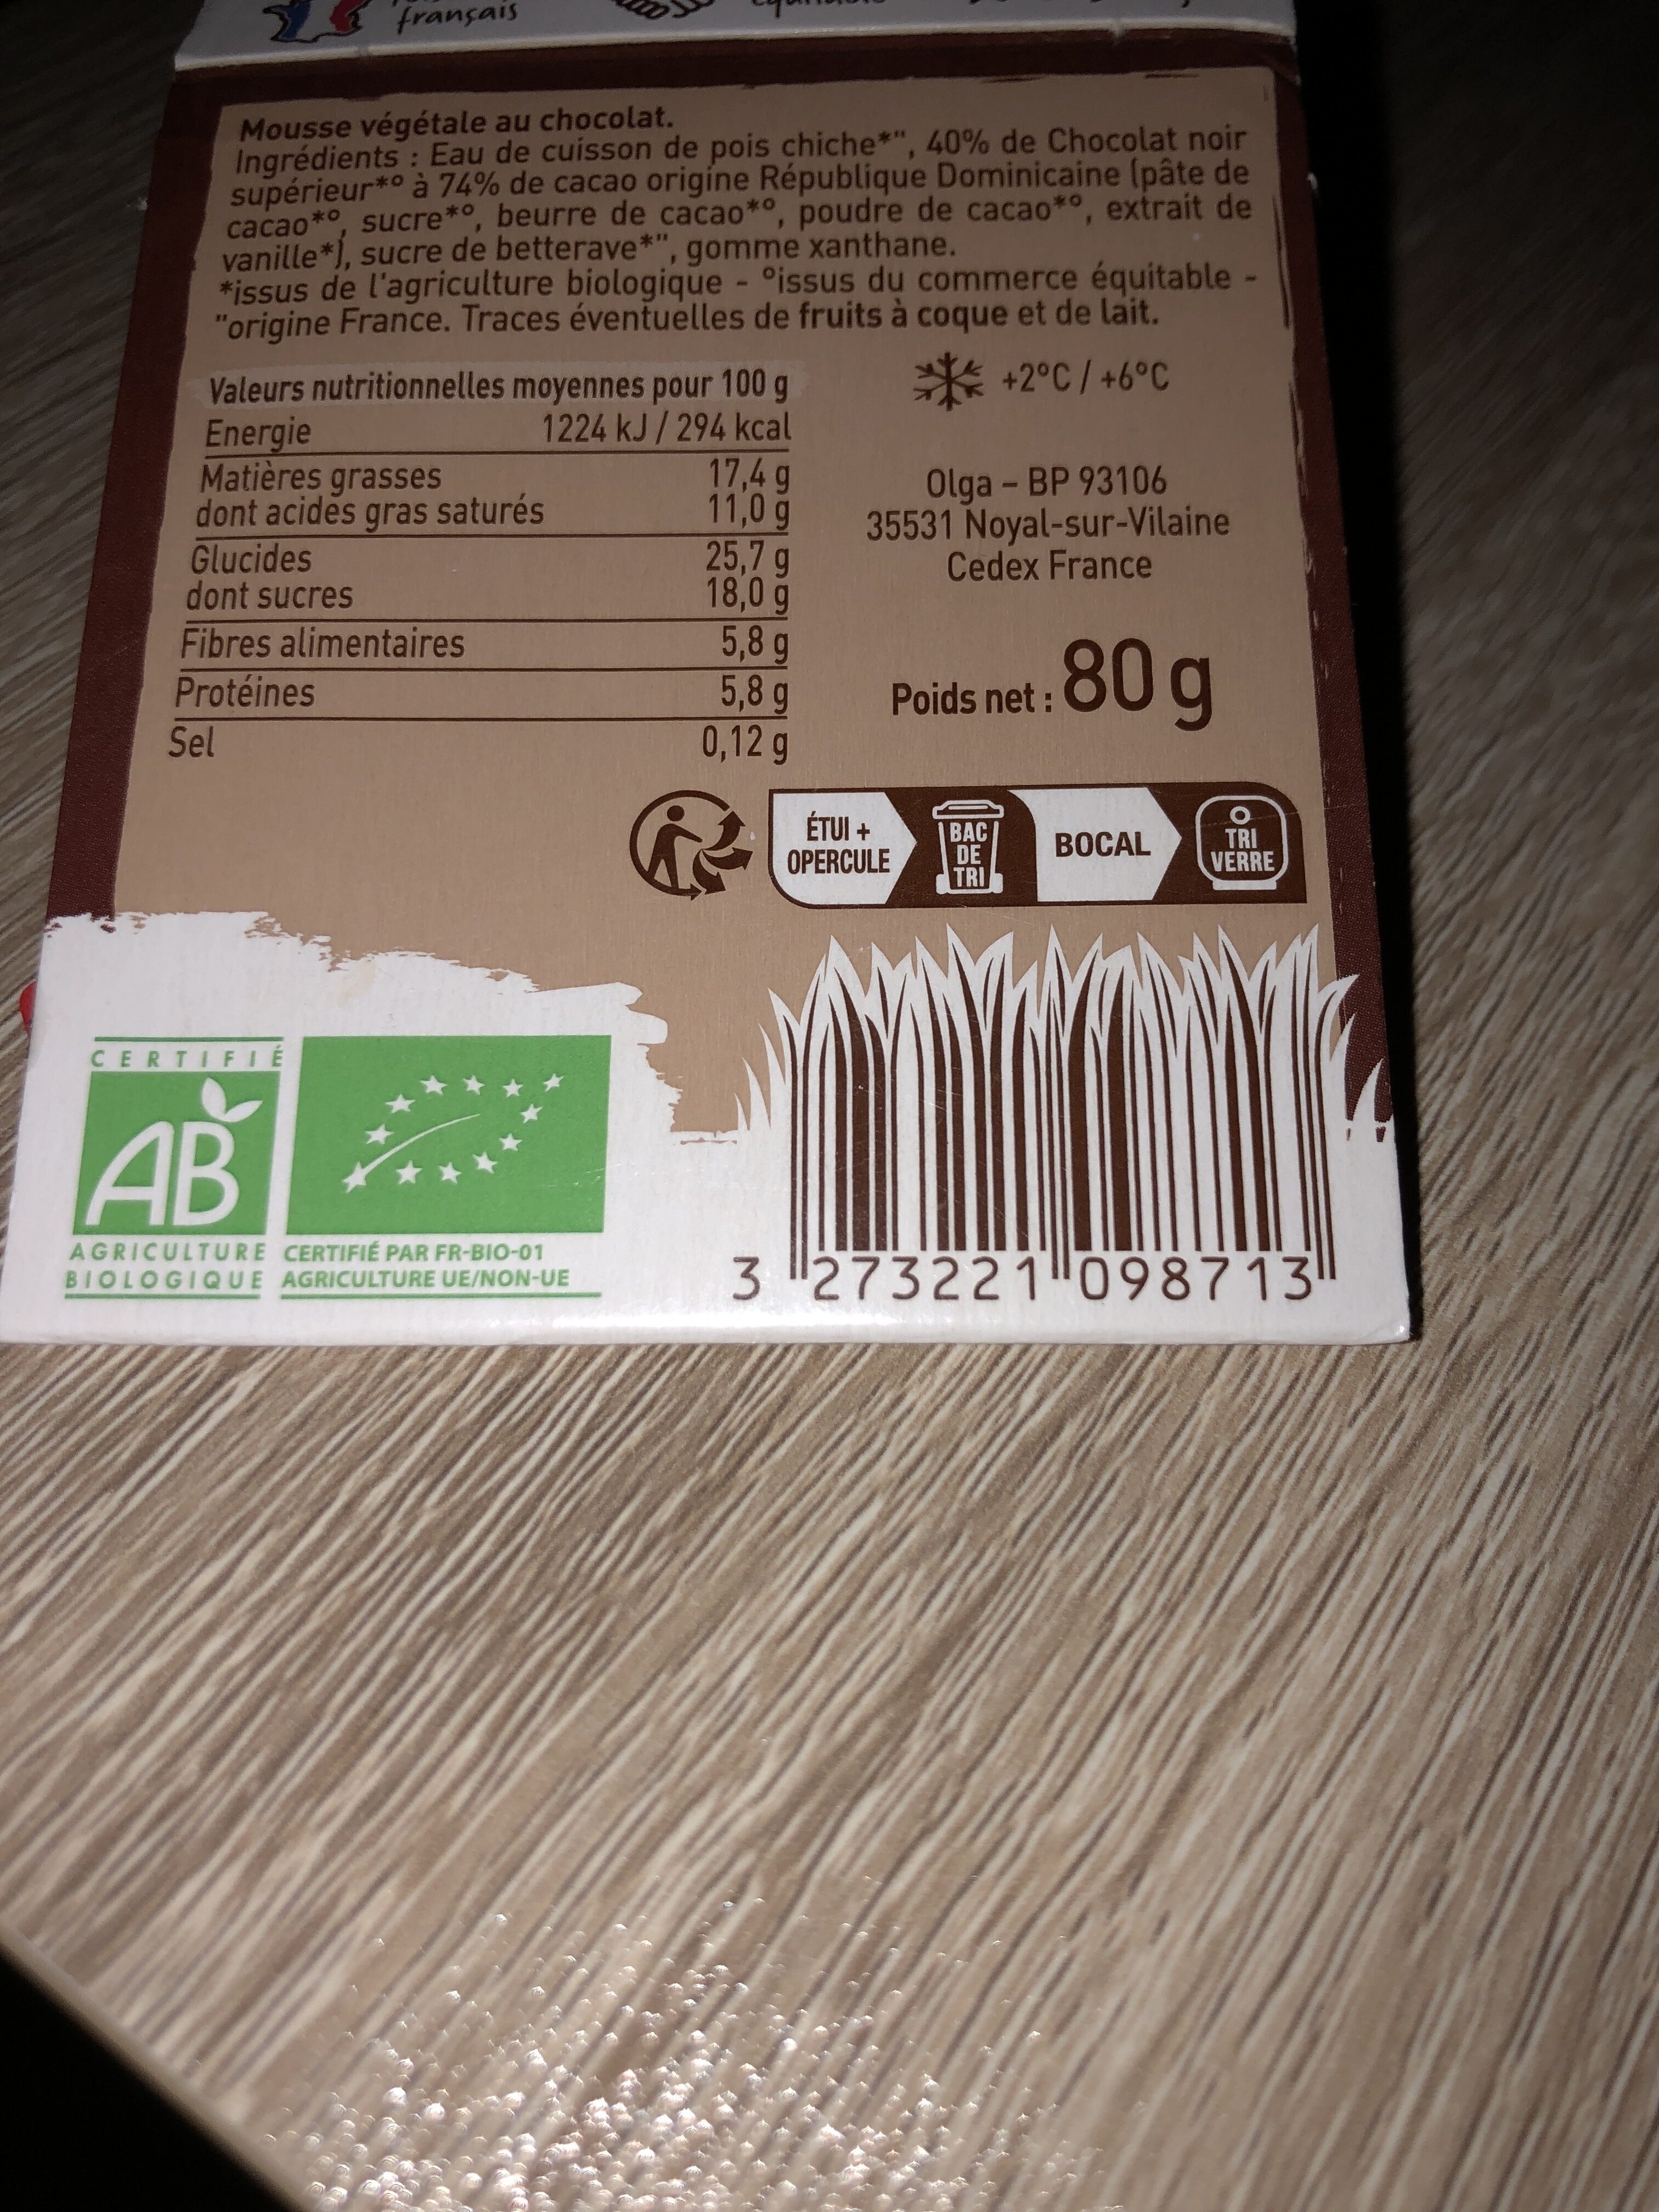 français
Mousse végétale au chocolat.
Ingrédients : Eau de cuisson de pois chiche*", 40% de Chocolat noir
supérieur*° à 74% de cacao origine République Dominicaine (pâte de
cacao*°, sucre*°, beurre de cacao*°, poudre de cacao*°, extrait de
vanille*), sucre de betterave*", gomme xanthane.
*issus de l'agriculture biologique - °issus du commerce équitable -
"origine France. Traces éventuelles de fruits à coque et de lait.
Valeurs nutritionnelles moyennes pour 100 g
Energie 1224 kJ / 294 kcal
Matières grasses 17,4 g
dont acides gras saturés 11,0 g
Glucides 25,7 g
dont sucres 18,0 g
Fibres alimentaires 5,8 g
Protéines 5,8 g
Sel 0,12 g
+2°C / +6°C
Olga – BP 93106
35531 Noyal-sur-Vilaine
Cedex France
Poids net : 80 g
ÉTUI +
OPERCULE
BAC
DE
TRI
BOCAL
TRI
VERRE
CERTIFIÉ
AB
AGRICULTURE
BIOLOGIQUE
CERTIFIÉ PAR FR-BIO-01
AGRICULTURE UE/NON-UE
3 273221 098713